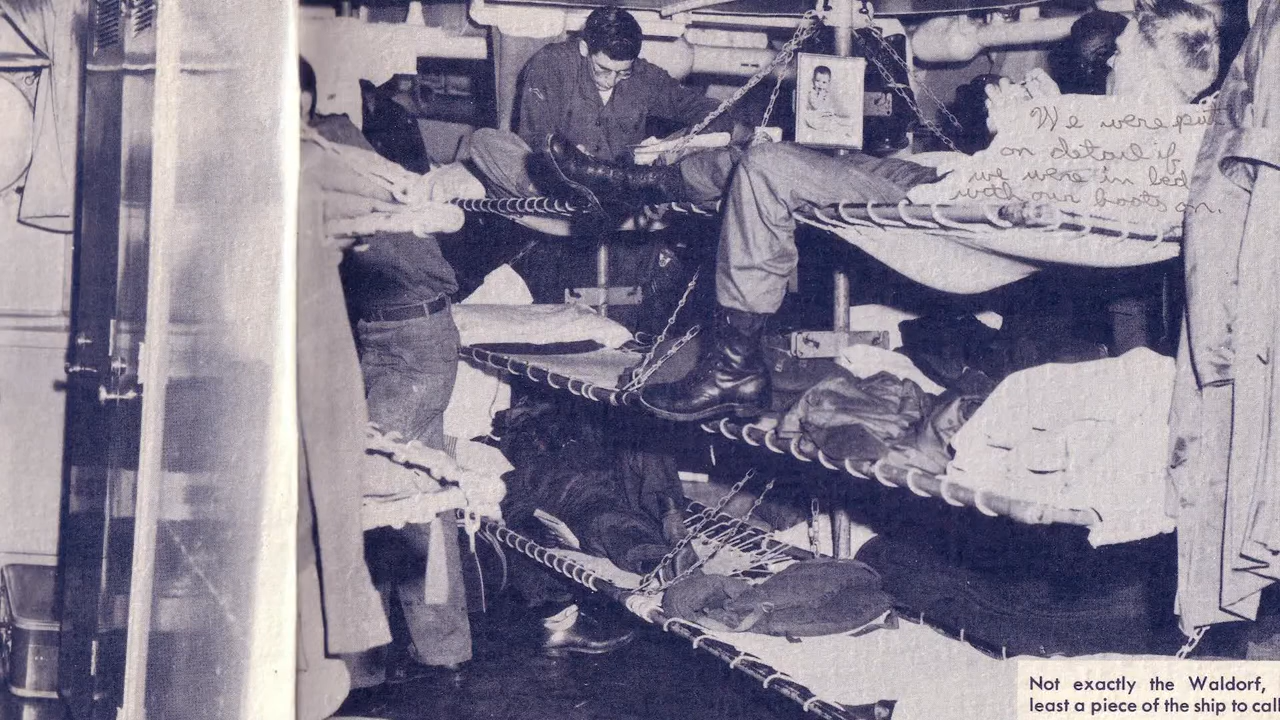 We were put
on detail if
we were in bed
with our boots on.
Not exactly the Waldorf,
least a piece of the ship to call